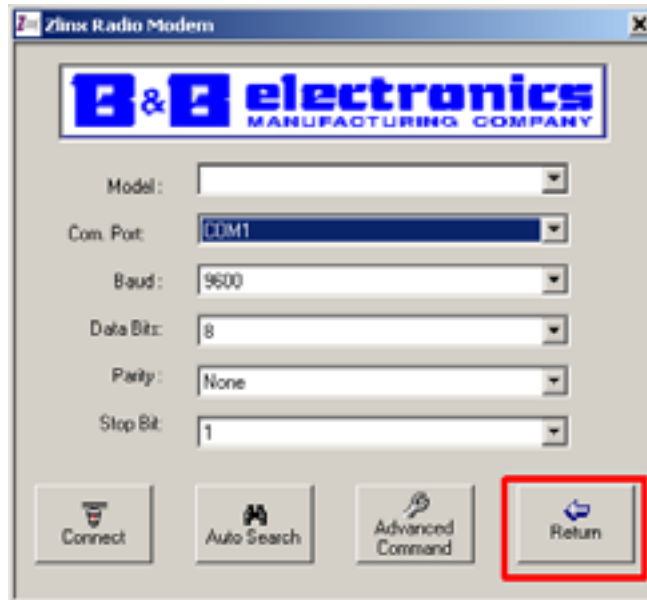 Zlinx Radio Modem
B&B electronics
MANUFACTURING COMPANY
Model :
Com. Port: COM1
Baud : 9600
Data Bits: 8
Parity : None
Stop Bit: 1
Connect
Auto Search
Advanced
Command
Return